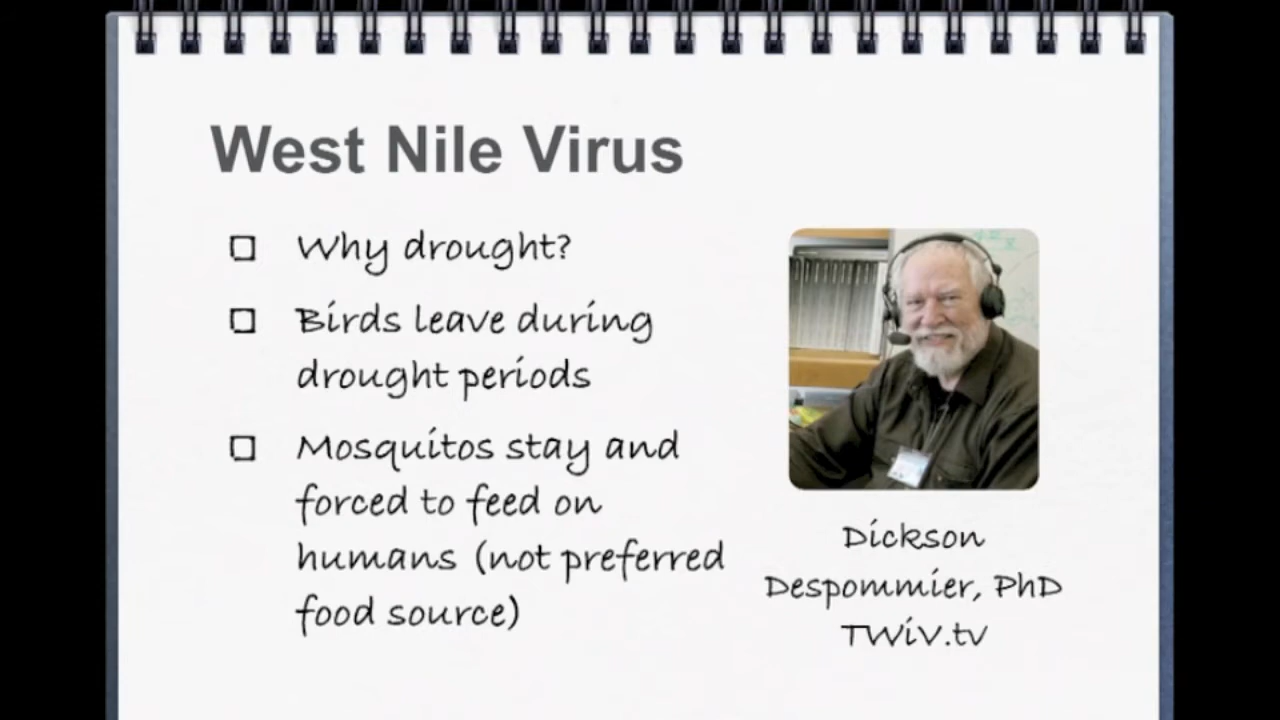 West Nile Virus
Why drought?
Birds leave during
drought periods
Mosquitos stay and
forced to feed on
humans (not preferred
food source)
Dickson
Despommier, PhD
TWiV.tv